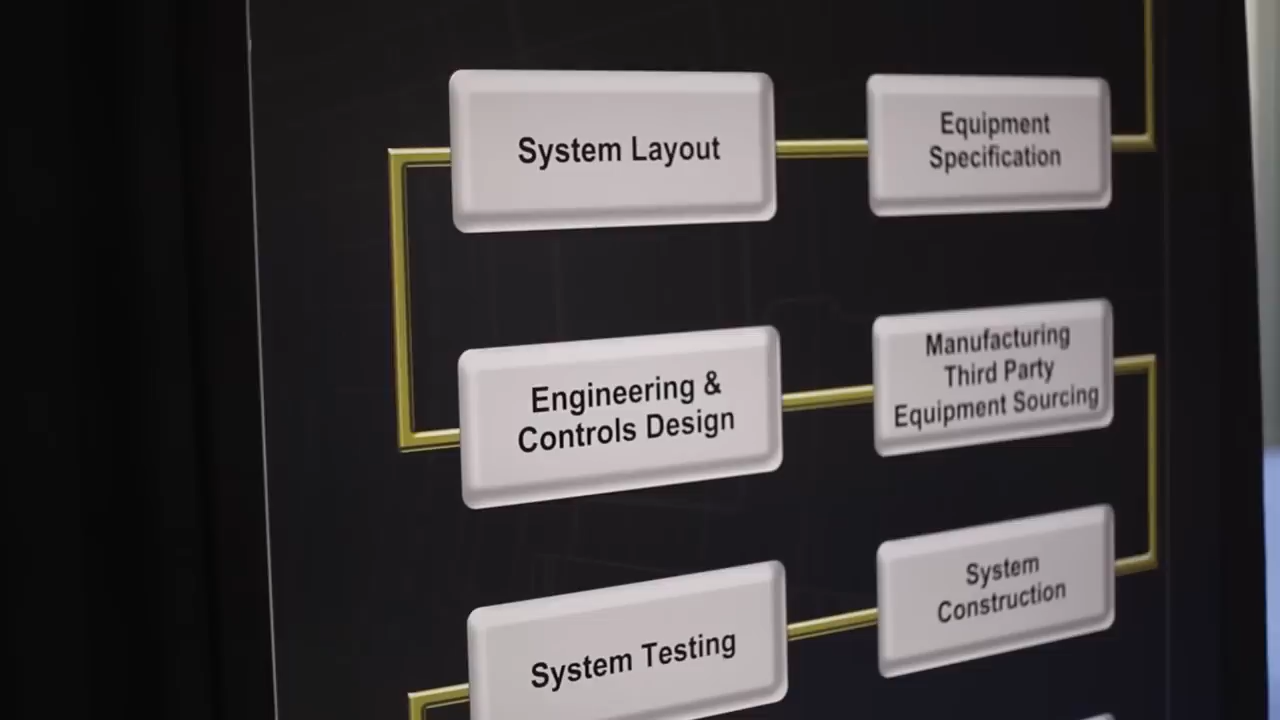 System Layout
Equipment
Specification
Engineering &
Controls Design
Manufacturing
Third Party
Equipment Sourcing
System Testing
System
Construction